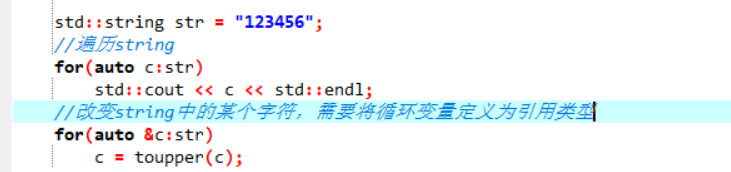 std::string str = "123456";
//遍历string
for(auto c:str)
std::cout << c << std::endl;
//改变string中的某个字符，需要将循环变量定义为引用类型
for(auto &c:str)
c = toupper(c);